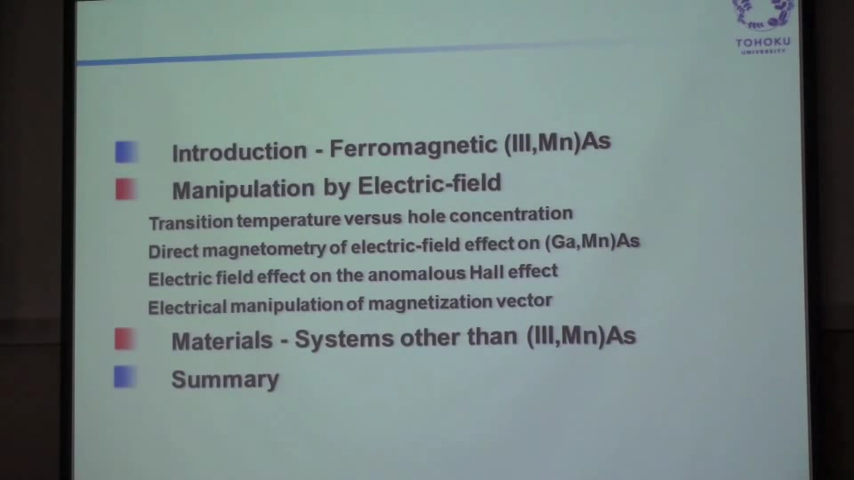 TOHOKU
UNIVERSITY
Introduction - Ferromagnetic (III,Mn)As
Manipulation by Electric-field
Transition temperature versus hole concentration
Direct magnetometry of electric-field effect on (Ga,Mn)As
Electric field effect on the anomalous Hall effect
Electrical manipulation of magnetization vector
Materials - Systems other than (III,Mn)As
Summary